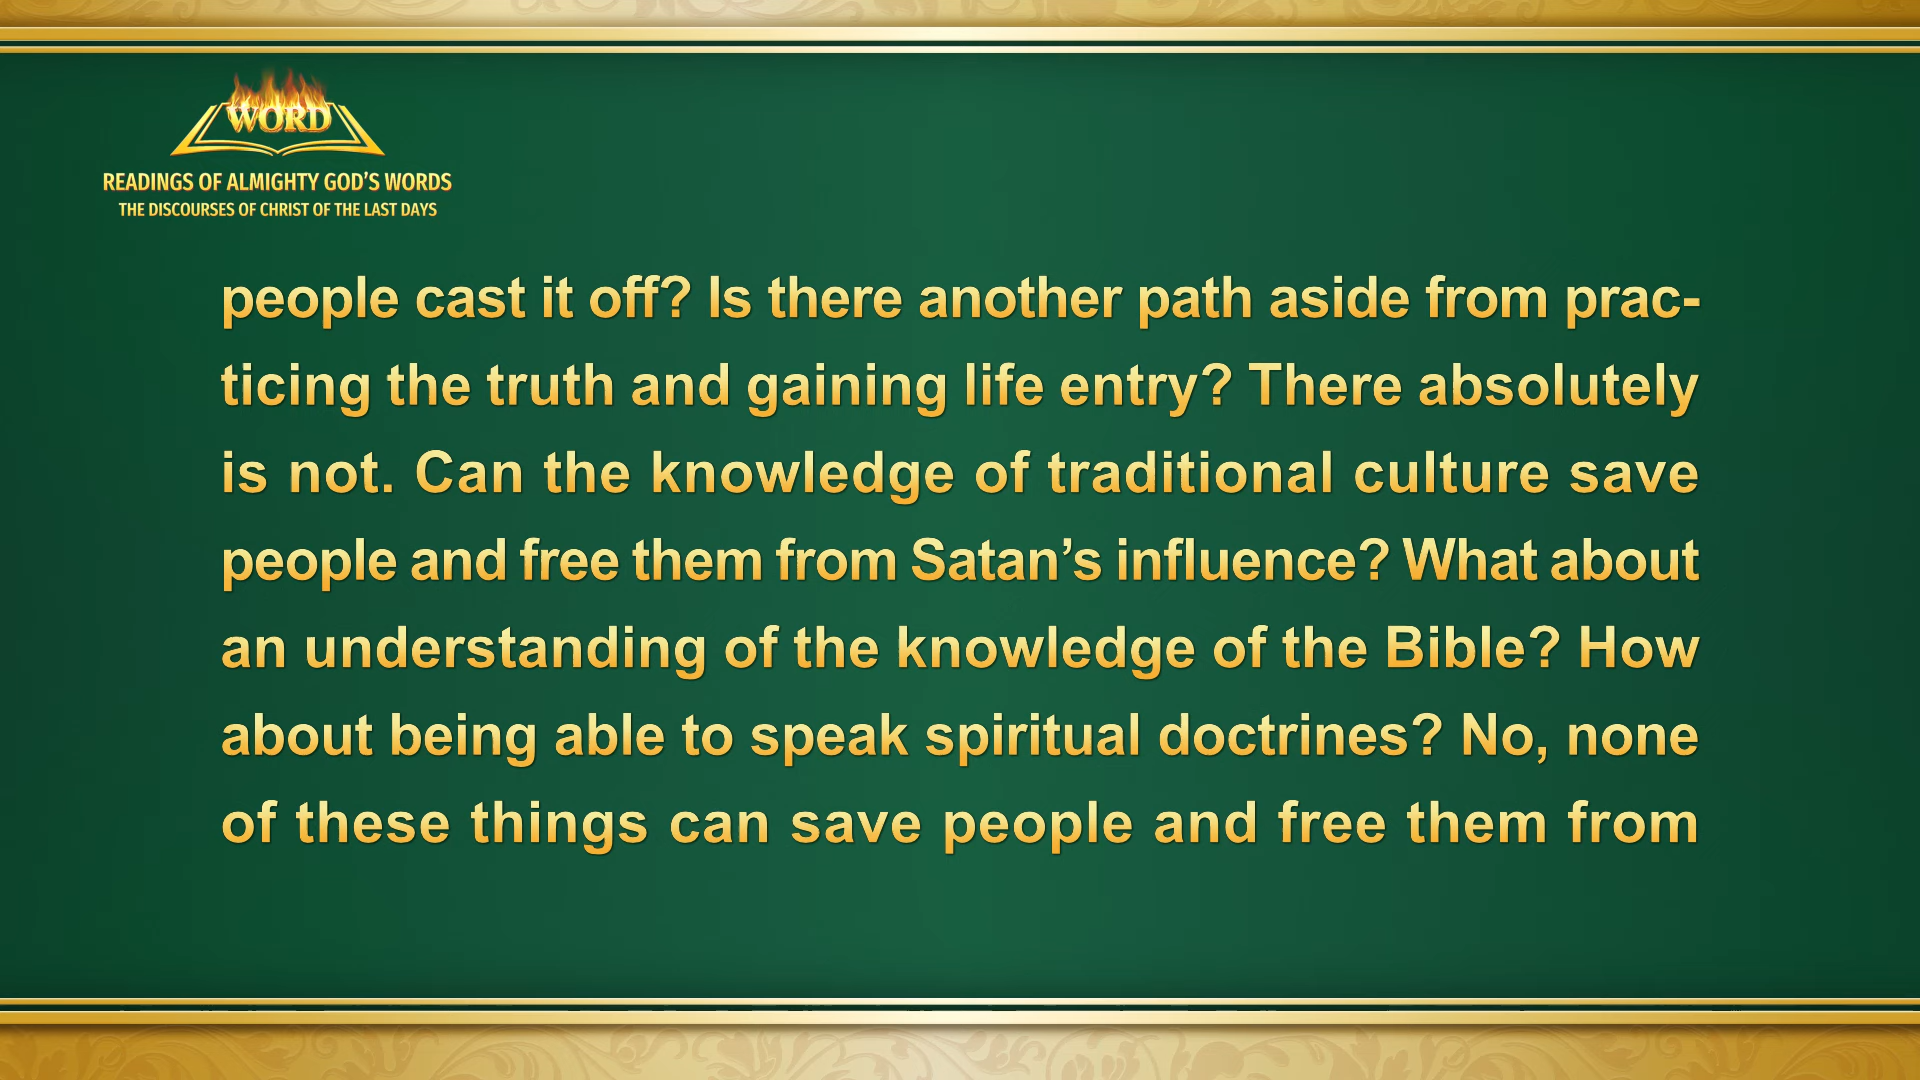 WORD
READINGS OF ALMIGHTY GOD’S WORDS
THE DISCOURSES OF CHRIST OF THE LAST DAYS
people cast it off? Is there another path aside from prac-
ticing the truth and gaining life entry? There absolutely
is not. Can the knowledge of traditional culture save
people and free them from Satan’s influence? What about
an understanding of the knowledge of the Bible? How
about being able to speak spiritual doctrines? No, none
of these things can save people and free them from